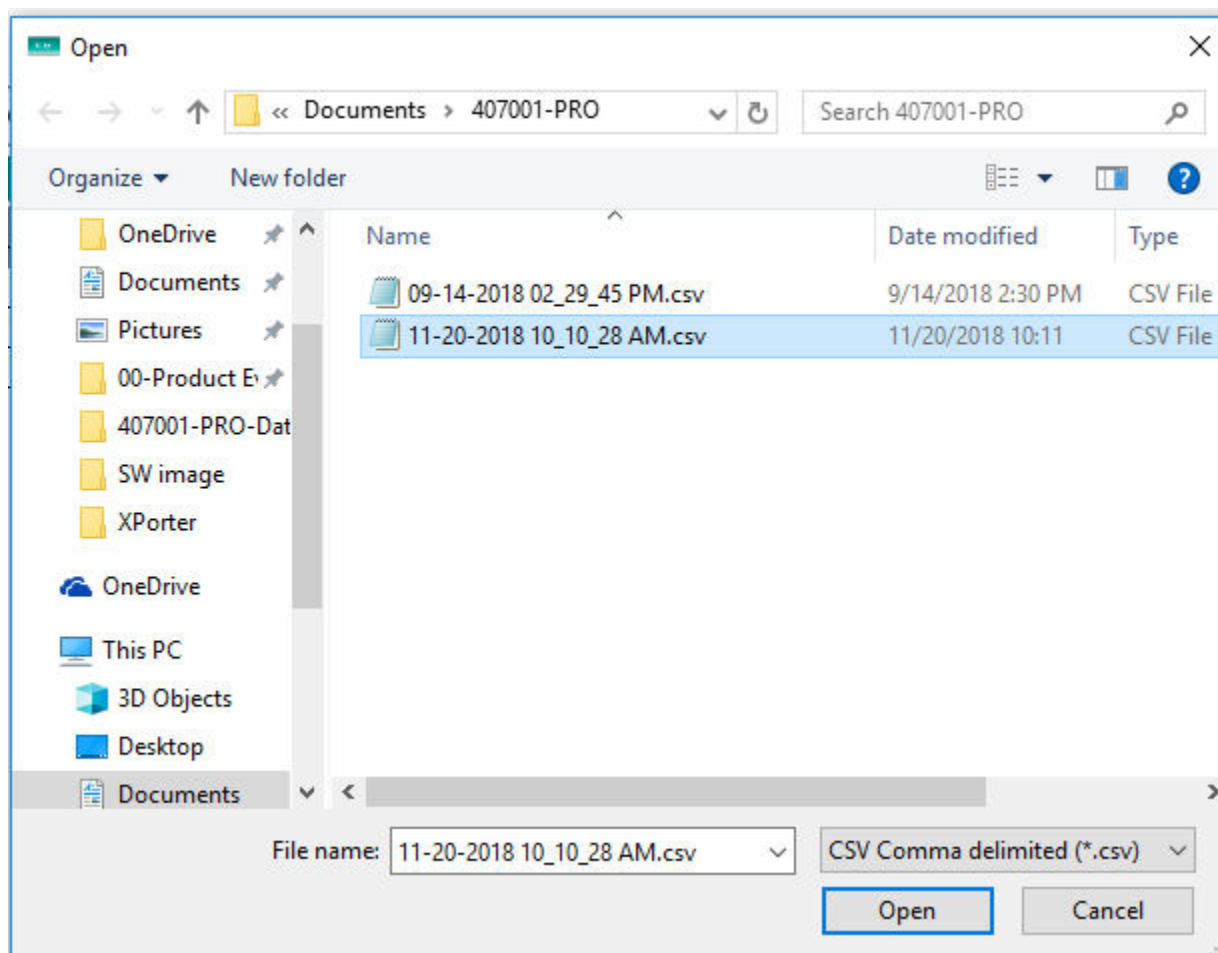 Open
« Documents › 407001-PRO
Search 407001-PRO
Organize
New folder
OneDrive
Documents
Pictures
00-Product Ev
407001-PRO-Dat
SW image
XPorter
OneDrive
This PC
3D Objects
Desktop
Documents
Name Date modified Type
09-14-2018 02_29_45 PM.csv 9/14/2018 2:30 PM CSV File
11-20-2018 10_10_28 AM.csv 11/20/2018 10:11 CSV File
File name: 11-20-2018 10_10_28 AM.csv CSV Comma delimited (*.csv)
Open Cancel